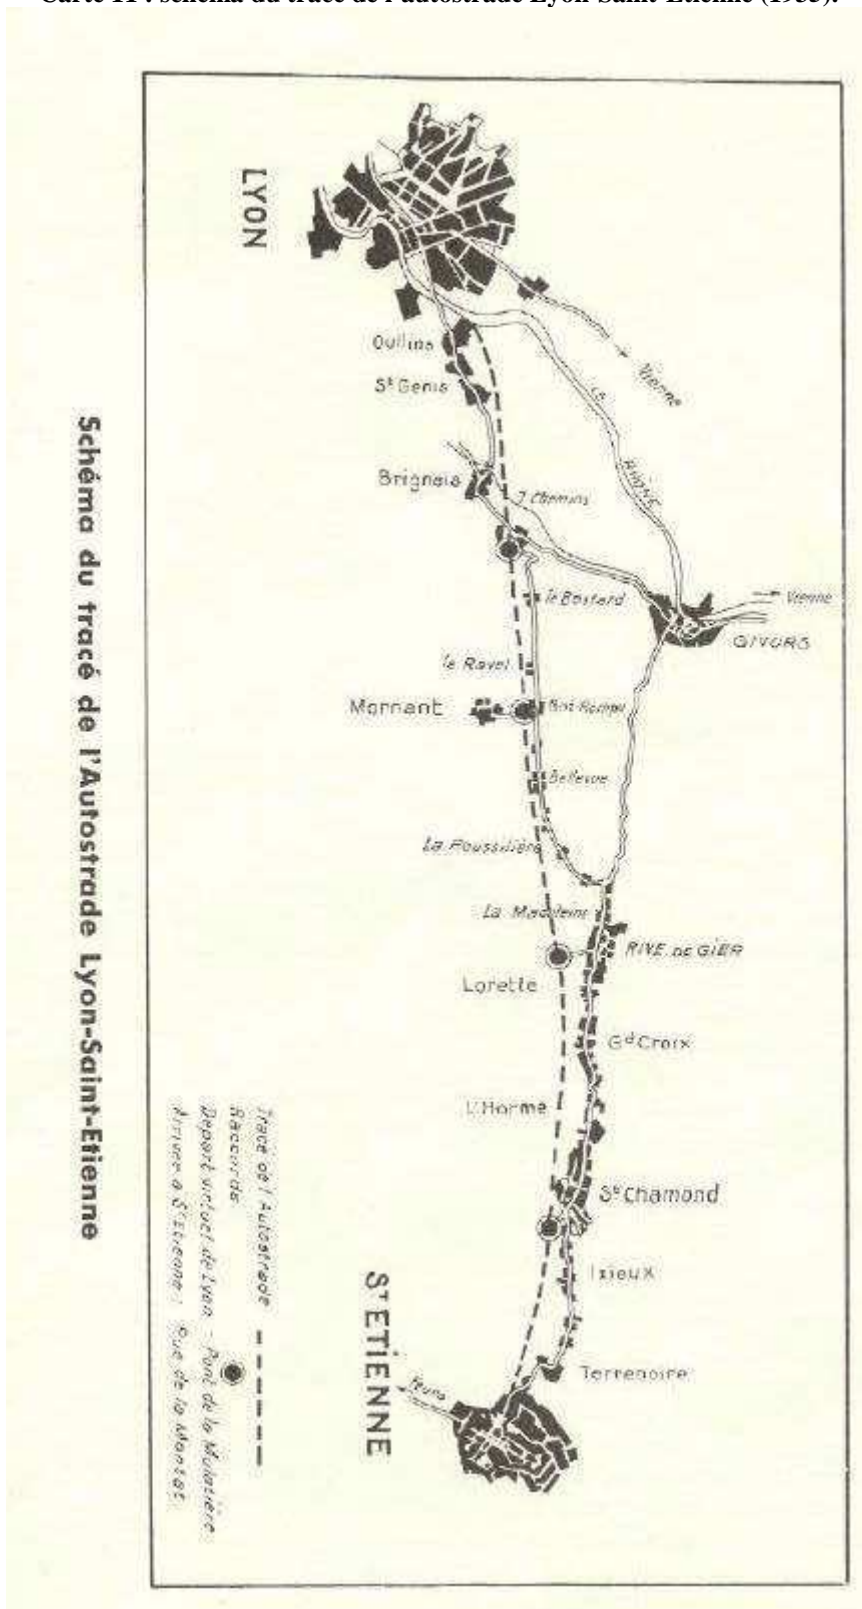 Carte 11 : schéma du tracé de l'autostrade Lyon-Saint-Etienne (1935).
LYON
Oullins
St Genis
Vienne
Le
RHÔNE
Brignais
7 Chemins
le Bastard
Vienne
GIVORS
le Ravel
Mornant
Bellevue
La Madeleine
RIVE DE GIER
Lorette
Gd Croix
L'Horme
St Chamond
Izieux
Terrenoire
Feurs
ST ETIENNE
Tracé de l'Autostrade
Raccords
Départ virtuel de Lyon - Pont de la Mulatière
Arrivée à St Etienne : Rue de la Montat
Schéma du tracé de l'Autostrade Lyon-Saint-Etienne